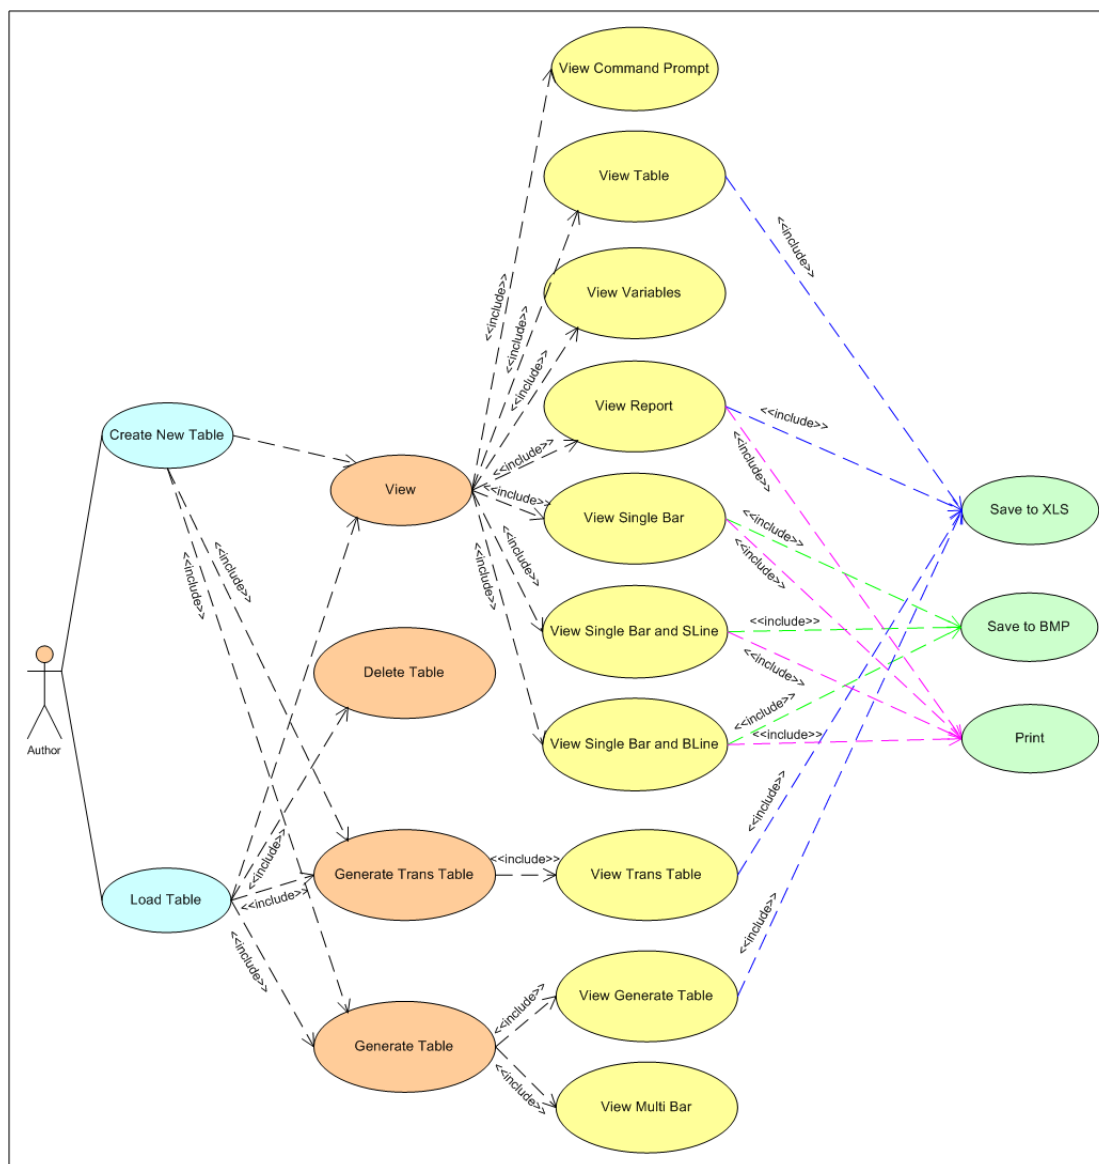 View Command Prompt
<<include>>
View Table
<<include>>
<<include>>
<<include>>
View Variables
<<include>>
View Report
<<include>>
<<include>>
<<include>>
Create New Table
View
<<include>>
View Single Bar
<<include>>
<<include>>
Save to XLS
<<include>>
<<include>>
<<include>>
<<include>>
View Single Bar and SLine
<<include>>
<<include>>
Save to BMP
Delete Table
<<include>>
Author
View Single Bar and BLine
<<include>>
<<include>>
Print
<<include>>
<<include>>
Generate Trans Table
<<include>>
View Trans Table
Load Table
<<include>>
<<include>>
<<include>>
<<include>>
View Generate Table
Generate Table
<<include>>
View Multi Bar